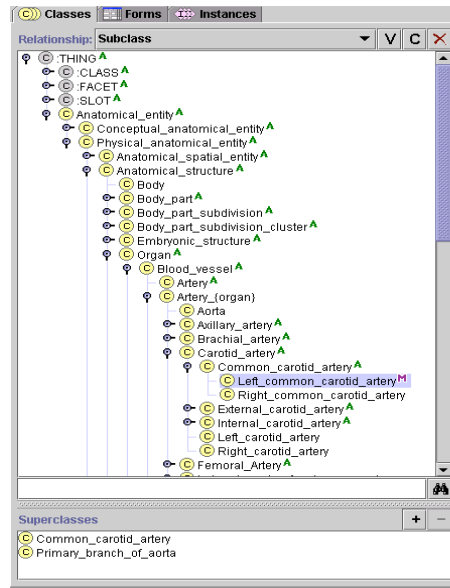 Classes Forms Instances
Relationship: Subclass V C
C :THING A
C :CLASS A
C :FACET A
C :SLOT A
C Anatomical_entity A
C Conceptual_anatomical_entity A
C Physical_anatomical_entity A
C Anatomical_spatial_entity A
C Anatomical_structure A
C Body
C Body_part A
C Body_part_subdivision A
C Body_part_subdivision_cluster A
C Embryonic_structure A
C Organ A
C Blood_vessel A
C Artery A
C Artery_(organ)
C Aorta
C Axillary_artery A
C Brachial_artery A
C Carotid_artery A
C Common_carotid_artery A
C Left_common_carotid_artery M
C Right_common_carotid_artery
C External_carotid_artery A
C Internal_carotid_artery A
C Left_carotid_artery
C Right_carotid_artery
C Femoral_Artery A
Superclasses + −
C Common_carotid_artery
C Primary_branch_of_aorta